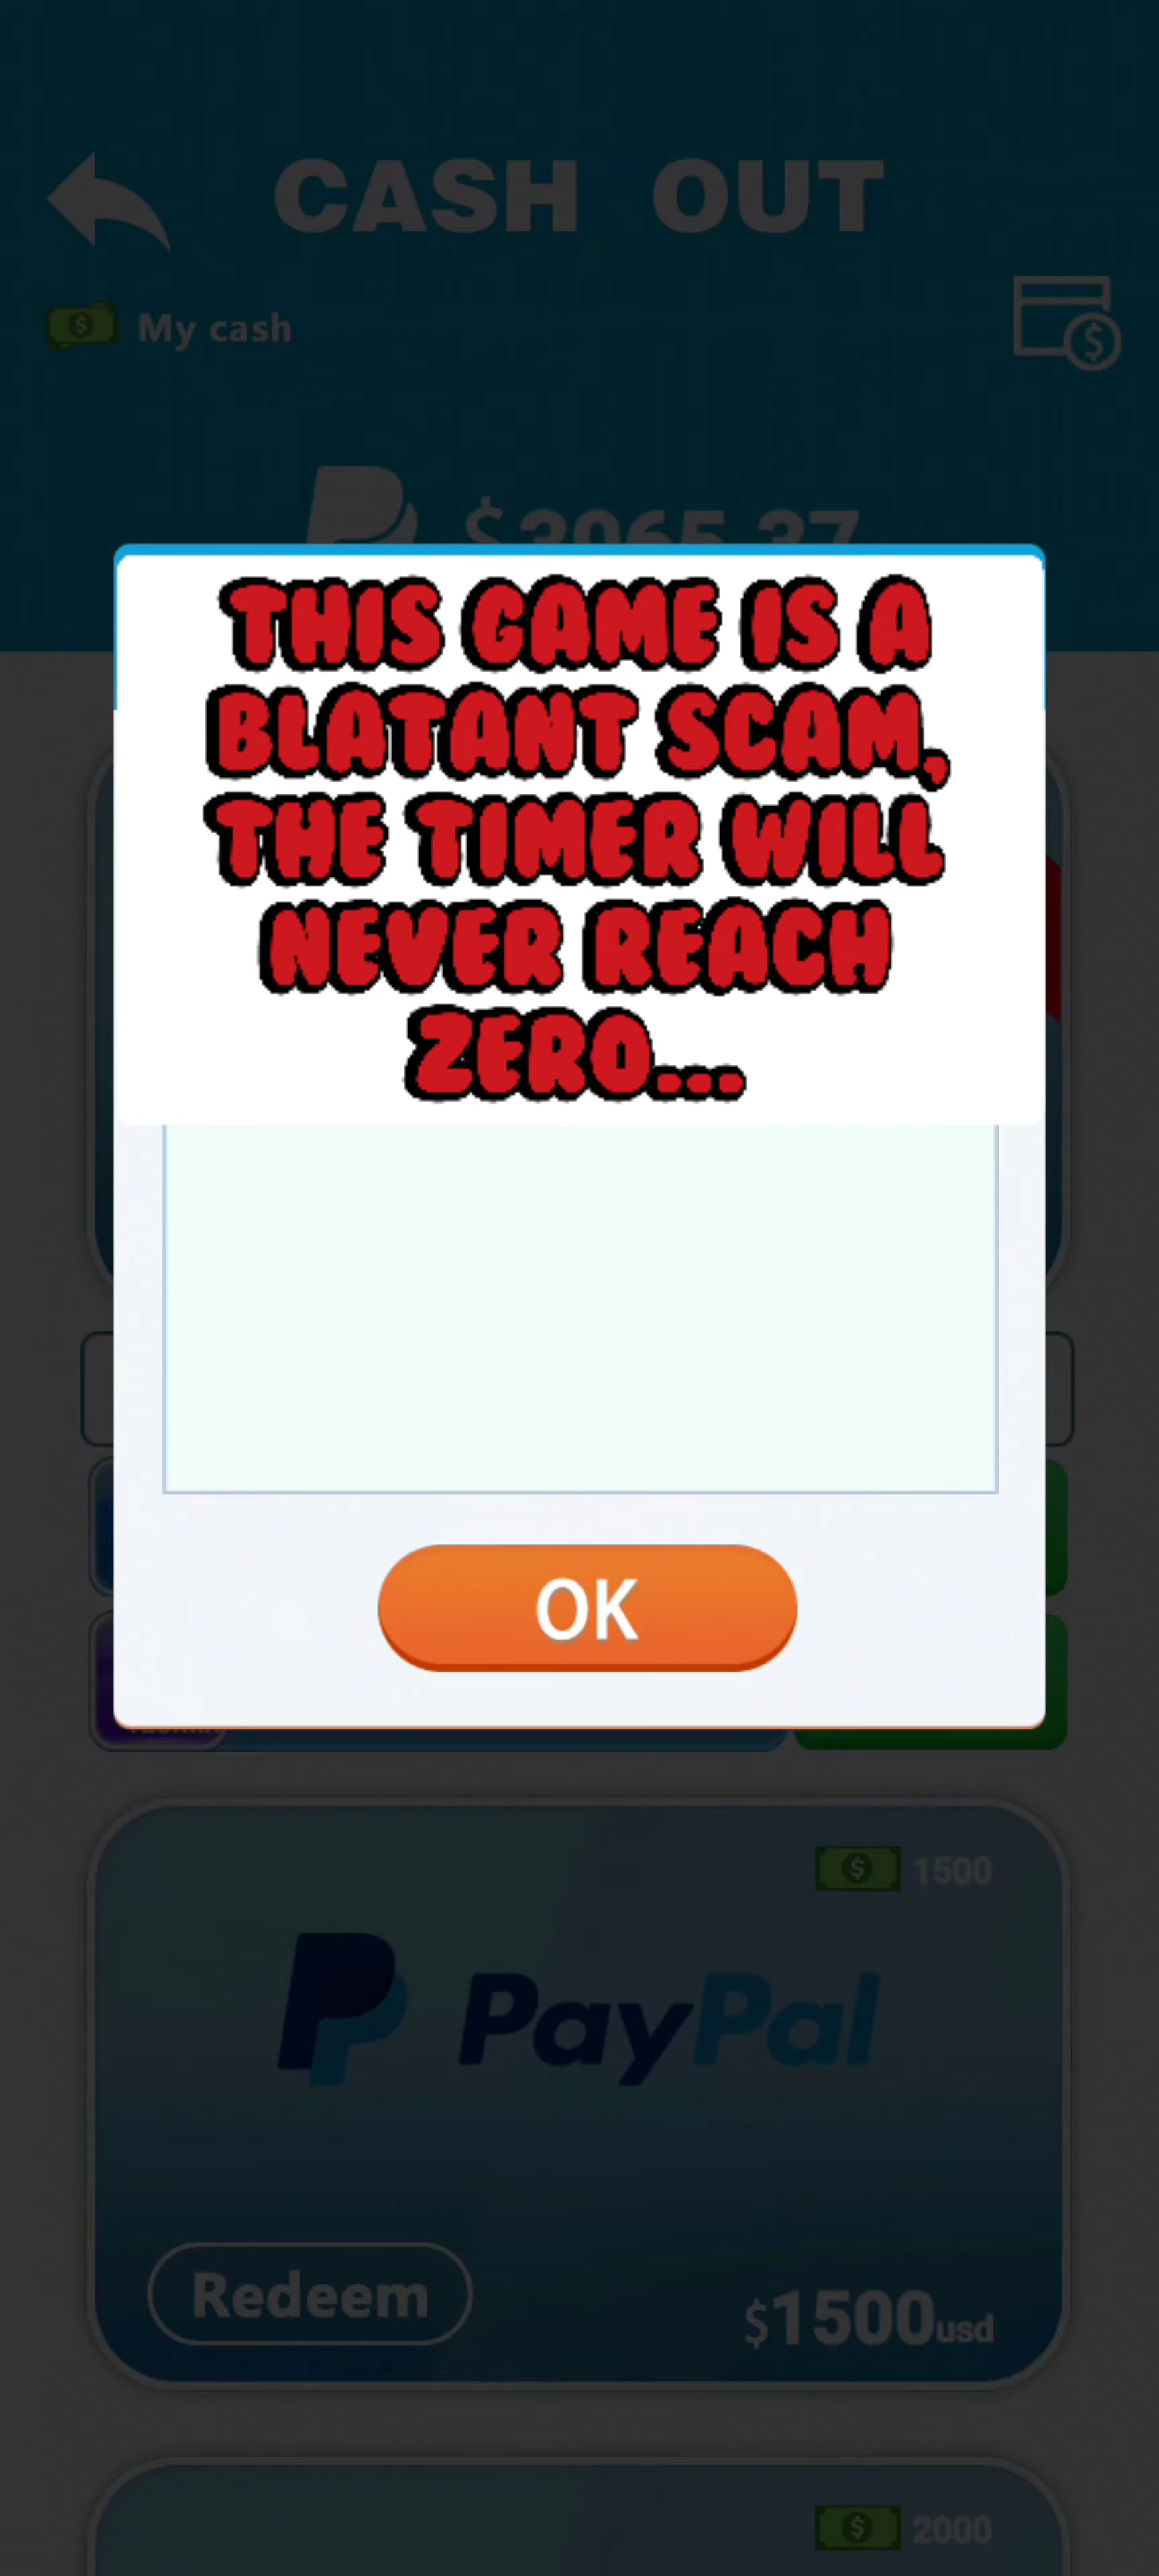 CASH OUT
My cash
THIS GAME IS A
BLATANT SCAM,
THE TIMER WILL
NEVER REACH
ZERO...
OK
1500
PayPal
Redeem
$1500usd
2000